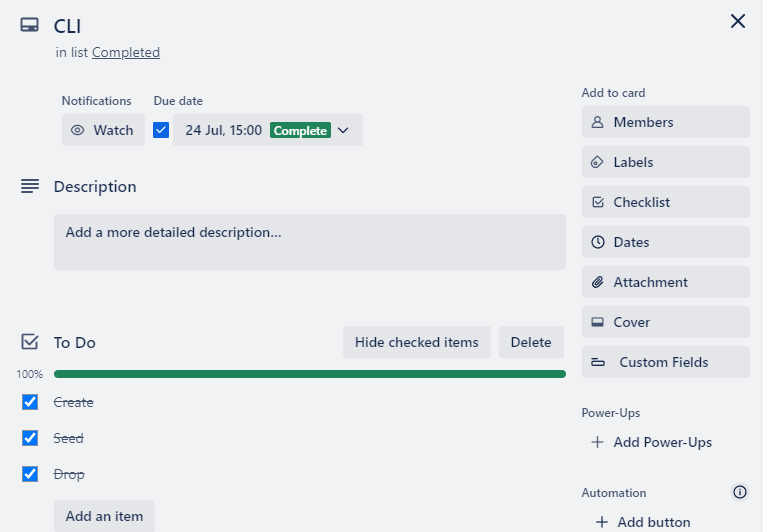 CLI
in list Completed
Notifications
Due date
Watch
24 Jul, 15:00 Complete
Description
Add a more detailed description...
To Do
Hide checked items
Delete
100%
Create
Seed
Drop
Add an item
Add to card
Members
Labels
Checklist
Dates
Attachment
Cover
Custom Fields
Power-Ups
Add Power-Ups
Automation
Add button